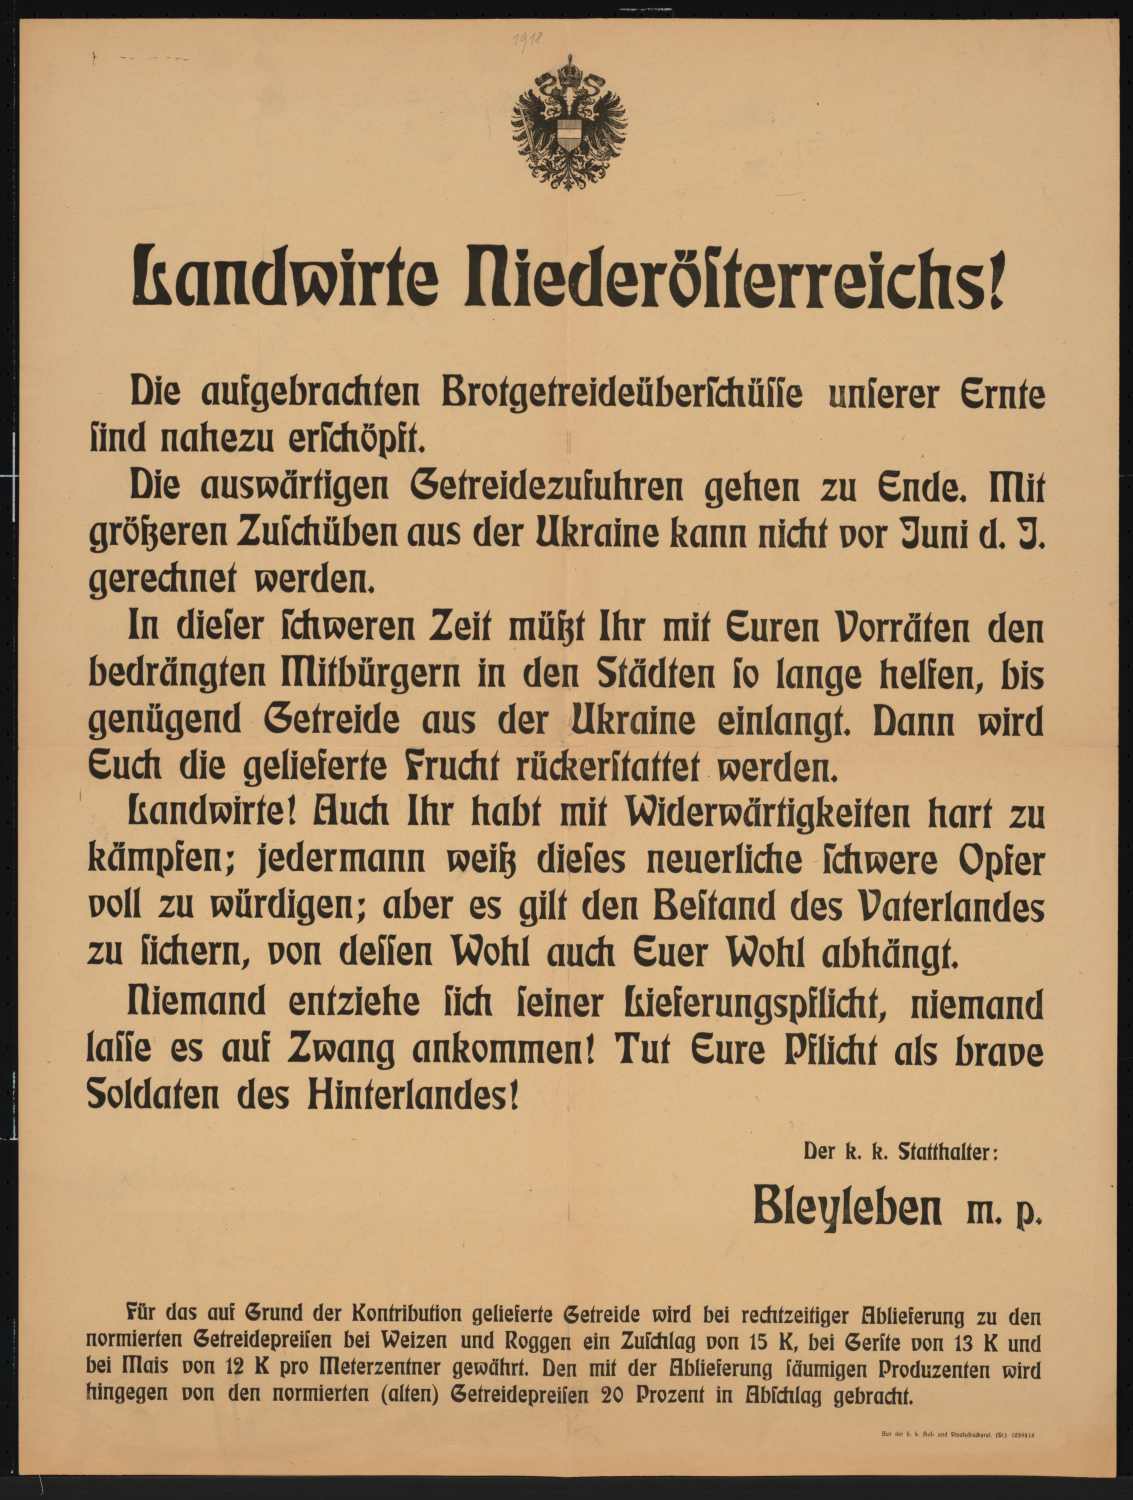 1918
Landwirte Niederösterreichs!
Die aufgebrachten Brotgetreideüberschüsse unserer Ernte
sind nahezu erschöpft.
Die auswärtigen Getreidezufuhren gehen zu Ende. Mit
größeren Zuschüben aus der Ukraine kann nicht vor Juni d. J.
gerechnet werden.
In dieser schweren Zeit müßt Ihr mit Euren Vorräten den
bedrängten Mitbürgern in den Städten so lange helfen, bis
genügend Getreide aus der Ukraine einlangt. Dann wird
Euch die gelieferte Frucht rückerstattet werden.
Landwirte! Auch Ihr habt mit Widerwärtigkeiten hart zu
kämpfen; jedermann weiß dieses neuerliche schwere Opfer
voll zu würdigen; aber es gilt den Bestand des Vaterlandes
zu sichern, von dessen Wohl auch Euer Wohl abhängt.
Niemand entziehe sich seiner Lieferungspflicht, niemand
lasse es auf Zwang ankommen! Tut Eure Pflicht als brave
Soldaten des Hinterlandes!
Der k. k. Statthalter:
Bleyleben m. p.
Für das auf Grund der Kontribution gelieferte Getreide wird bei rechtzeitiger Ablieferung zu den
normierten Getreidepreisen bei Weizen und Roggen ein Zuschlag von 15 K, bei Gerste von 13 K und
bei Mais von 12 K pro Meterzentner gewährt. Den mit der Ablieferung säumigen Produzenten wird
hingegen von den normierten (alten) Getreidepreisen 20 Prozent in Abschlag gebracht.
Aus der k. k. Hof- und Staatsdruckerei. (St.)